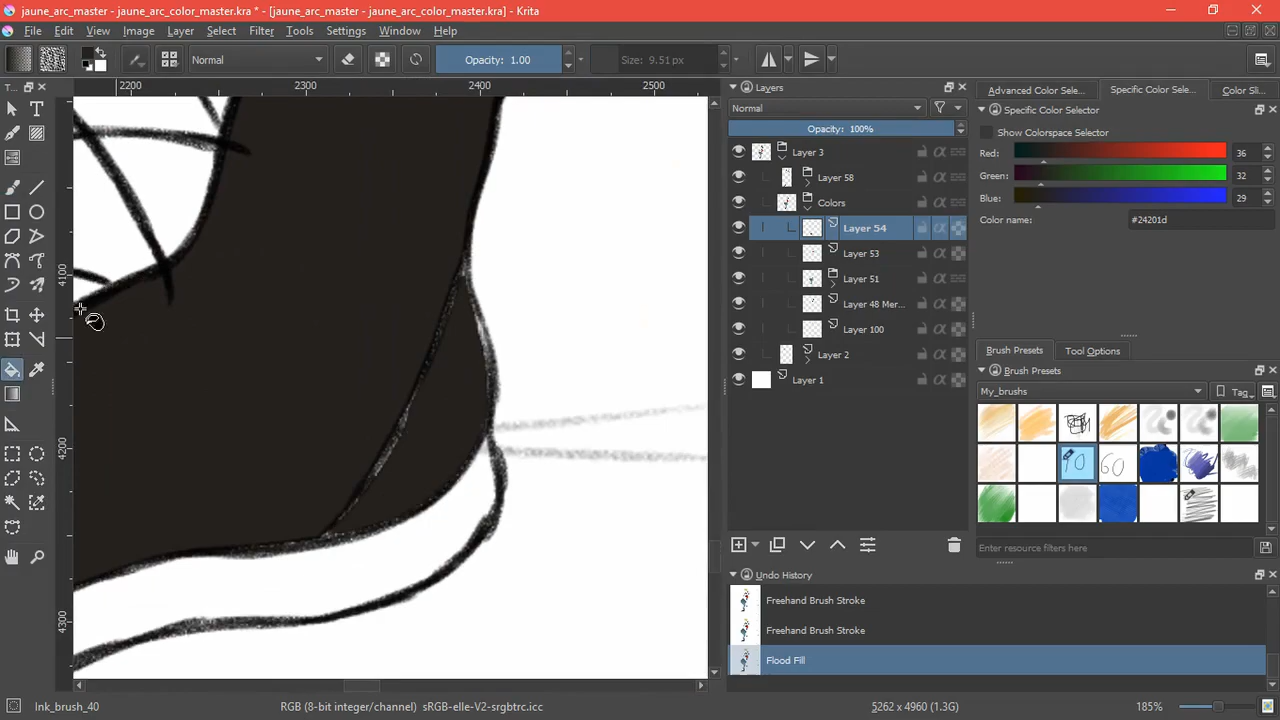 jaune_arc_master - jaune_arc_color_master.kra * - [jaune_arc_master - jaune_arc_color_master.kra] - Krita
File Edit View Image Layer Select Filter Tools Settings Window Help
Normal Opacity: 1.00 Size: 9.51 px
T...
2200 2300 2400 2500
4100
4200
4300
Layers
Normal
Opacity: 100%
Layer 3
Layer 58
Colors
Layer 54
Layer 53
Layer 51
Layer 48 Mer...
Layer 100
Layer 2
Layer 1
Undo History
Freehand Brush Stroke
Freehand Brush Stroke
Flood Fill
Advanced Color Sele... Specific Color Sele... Color Sli...
Specific Color Selector
Show Colorspace Selector
Red: 36
Green: 32
Blue: 29
Color name: #24201d
Brush Presets Tool Options
Brush Presets
My_brushes Tag
Enter resource filters here
Ink_brush_40 RGB (8-bit integer/channel) sRGB-elle-V2-srgbtrc.icc 5262 x 4960 (1.3G) 185%